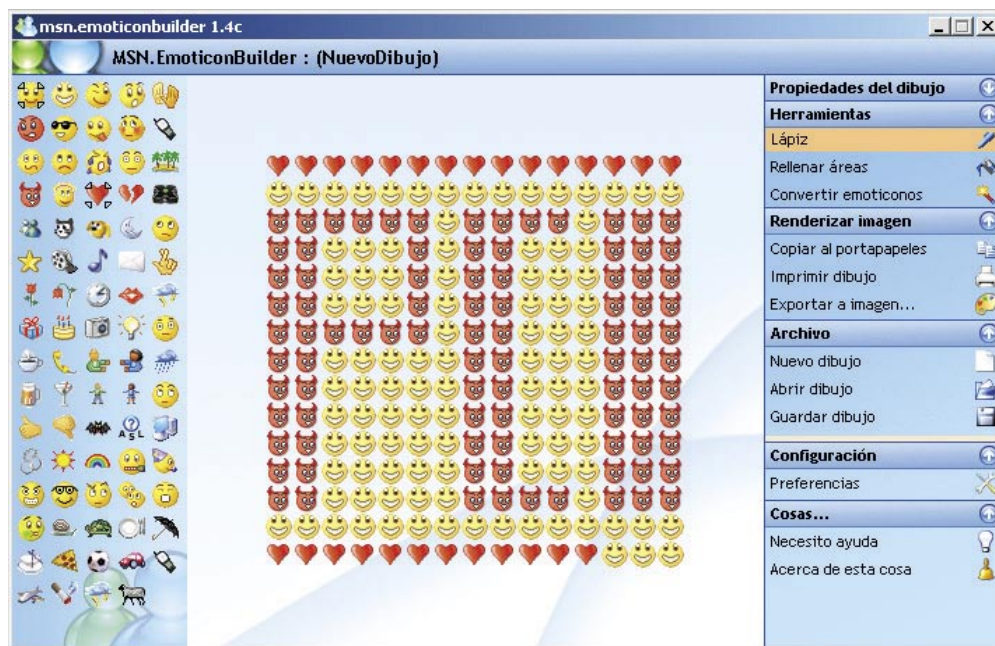 msn.emoticonbuilder 1.4c
MSN.EmoticonBuilder : (NuevoDibujo)
Propiedades del dibujo
Herramientas
Lápiz
Rellenar áreas
Convertir emoticonos
Renderizar imagen
Copiar al portapapeles
Imprimir dibujo
Exportar a imagen...
Archivo
Nuevo dibujo
Abrir dibujo
Guardar dibujo
Configuración
Preferencias
Cosas...
Necesito ayuda
Acerca de esta cosa
ASL